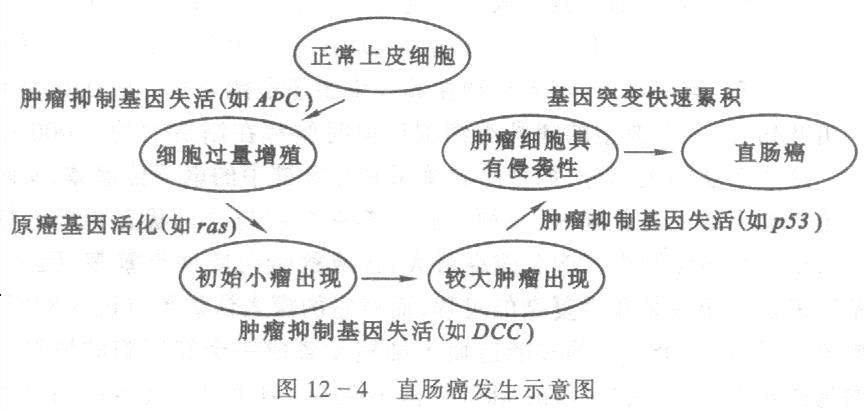 正常上皮细胞
肿瘤抑制基因失活(如APC)
细胞过量增殖
原癌基因活化(如ras)
初始小瘤出现
肿瘤抑制基因失活(如DCC)
较大肿瘤出现
肿瘤抑制基因失活(如p53)
肿瘤细胞具
有侵袭性
基因突变快速累积
直肠癌
图 12-4 直肠癌发生示意图